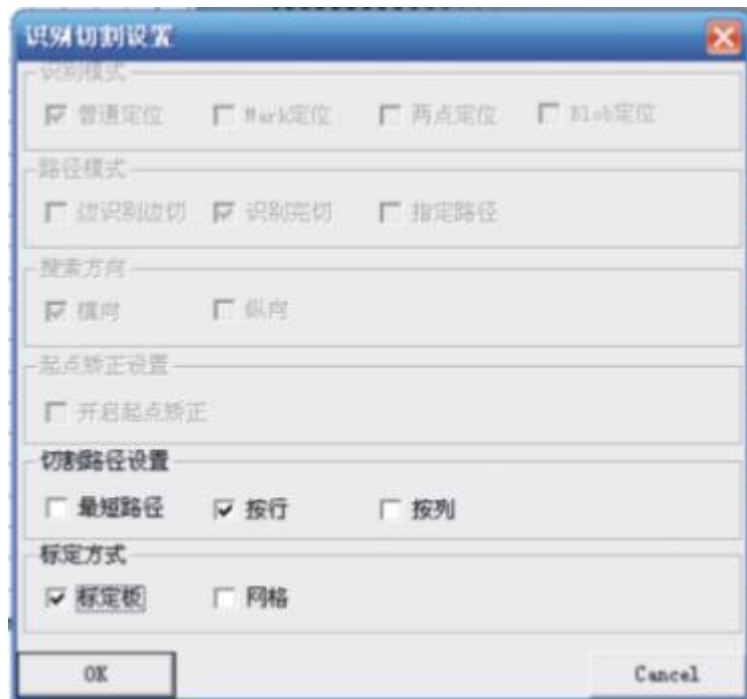 识别切割设置
识别模式
普通定位 Mark定位 两点定位 Blob定位
路径模式
边识别边切 识别完切 指定路径
搜索方向
横向 纵向
起点矫正设置
开启起点矫正
切割路径设置
最短路径 按行 按列
标定方式
标定板 网格
OK Cancel